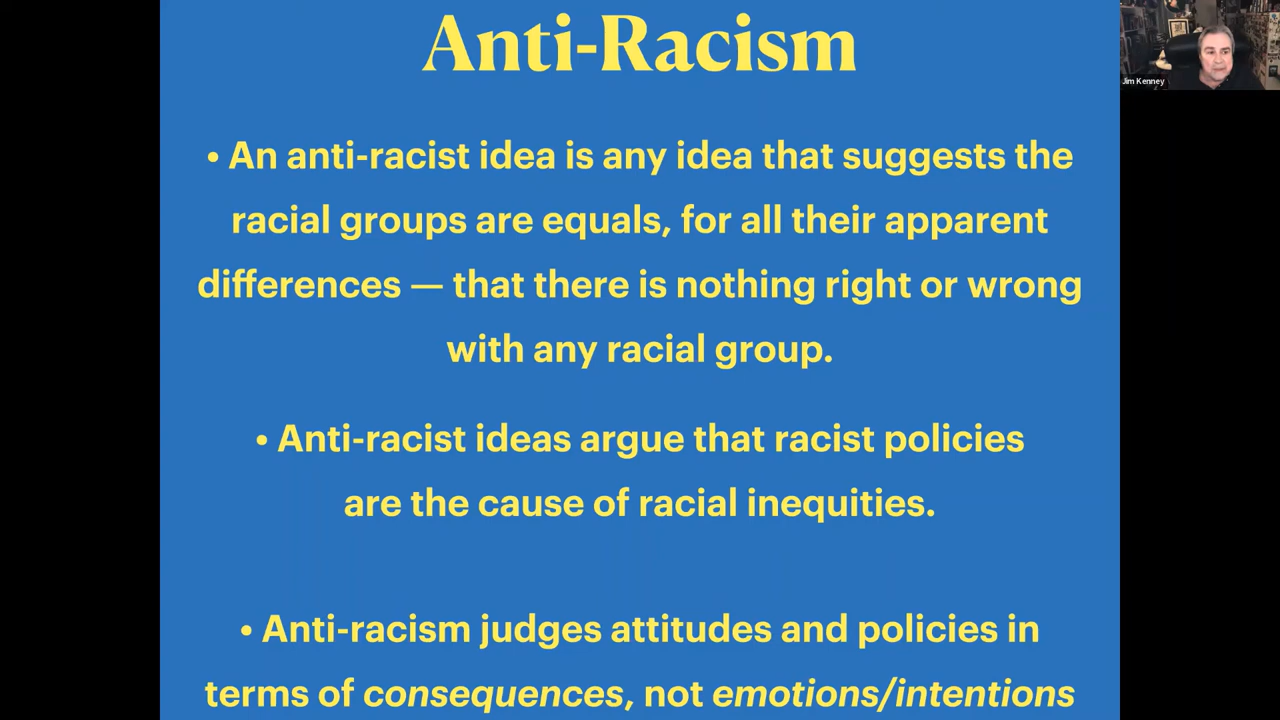 Anti-Racism
• An anti-racist idea is any idea that suggests the
racial groups are equals, for all their apparent
differences — that there is nothing right or wrong
with any racial group.
• Anti-racist ideas argue that racist policies
are the cause of racial inequities.
• Anti-racism judges attitudes and policies in
terms of consequences, not emotions/intentions
Jim Kenney